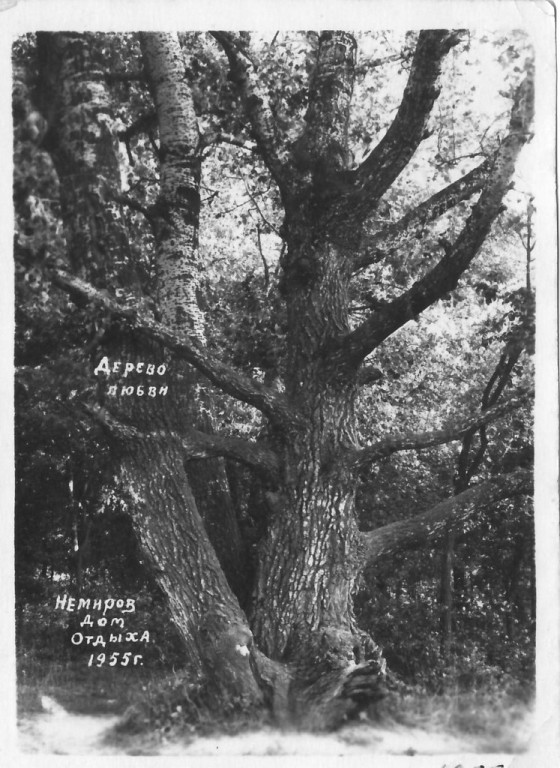 Дерево
любви
Немиров
Дом
Отдыха
1955г.